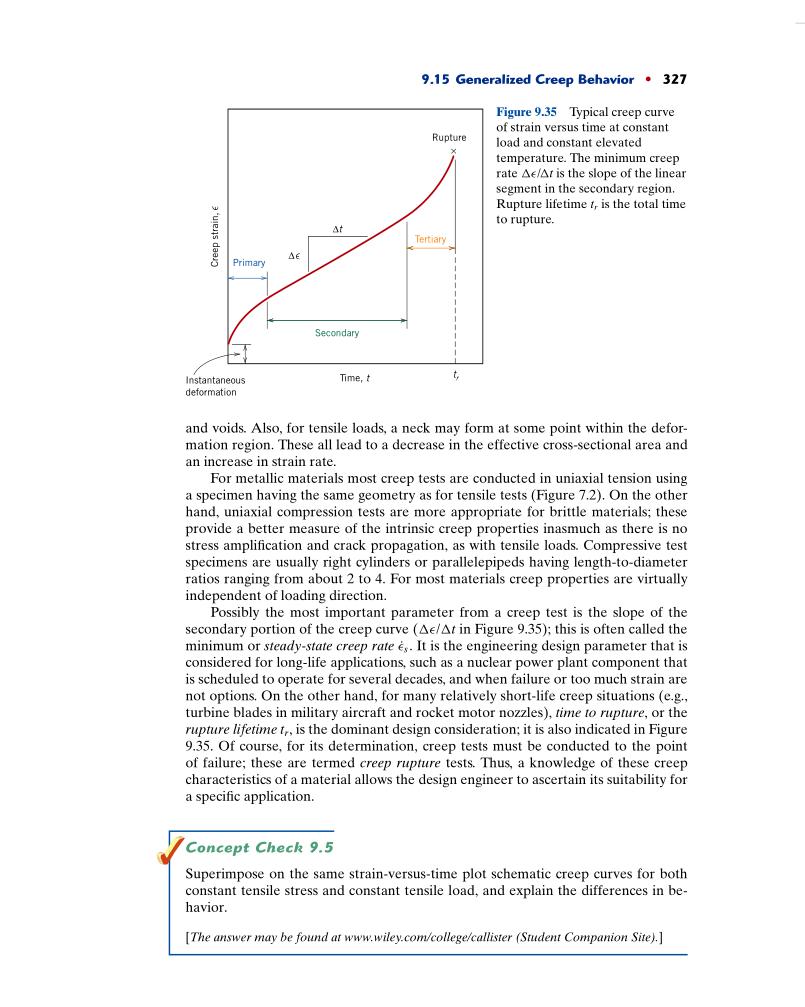 9.15 Generalized Creep Behavior • 327
Figure 9.35 Typical creep curve
of strain versus time at constant
load and constant elevated
temperature. The minimum creep
rate Δϵ/Δt is the slope of the linear
segment in the secondary region.
Rupture lifetime tr is the total time
to rupture.
Rupture
×
Creep strain, ϵ
Δt
Δϵ
Tertiary
Primary
Secondary
Instantaneous
deformation
Time, t
tr
and voids. Also, for tensile loads, a neck may form at some point within the defor-
mation region. These all lead to a decrease in the effective cross-sectional area and
an increase in strain rate.
For metallic materials most creep tests are conducted in uniaxial tension using
a specimen having the same geometry as for tensile tests (Figure 7.2). On the other
hand, uniaxial compression tests are more appropriate for brittle materials; these
provide a better measure of the intrinsic creep properties inasmuch as there is no
stress amplification and crack propagation, as with tensile loads. Compressive test
specimens are usually right cylinders or parallelepipeds having length-to-diameter
ratios ranging from about 2 to 4. For most materials creep properties are virtually
independent of loading direction.
Possibly the most important parameter from a creep test is the slope of the
secondary portion of the creep curve (Δϵ/Δt in Figure 9.35); this is often called the
minimum or steady-state creep rate ϵ̇s. It is the engineering design parameter that is
considered for long-life applications, such as a nuclear power plant component that
is scheduled to operate for several decades, and when failure or too much strain are
not options. On the other hand, for many relatively short-life creep situations (e.g.,
turbine blades in military aircraft and rocket motor nozzles), time to rupture, or the
rupture lifetime tr, is the dominant design consideration; it is also indicated in Figure
9.35. Of course, for its determination, creep tests must be conducted to the point
of failure; these are termed creep rupture tests. Thus, a knowledge of these creep
characteristics of a material allows the design engineer to ascertain its suitability for
a specific application.
Concept Check 9.5
Superimpose on the same strain-versus-time plot schematic creep curves for both
constant tensile stress and constant tensile load, and explain the differences in be-
havior.
[The answer may be found at www.wiley.com/college/callister (Student Companion Site).]